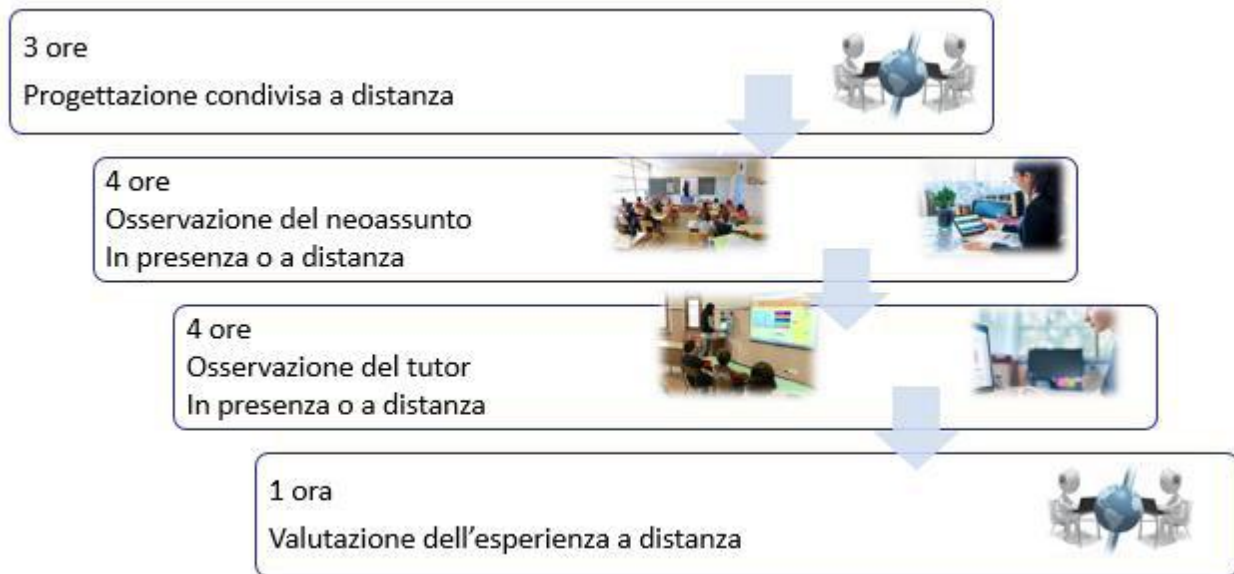 3 ore
Progettazione condivisa a distanza
4 ore
Osservazione del neoassunto
In presenza o a distanza
4 ore
Osservazione del tutor
In presenza o a distanza
1 ora
Valutazione dell'esperienza a distanza